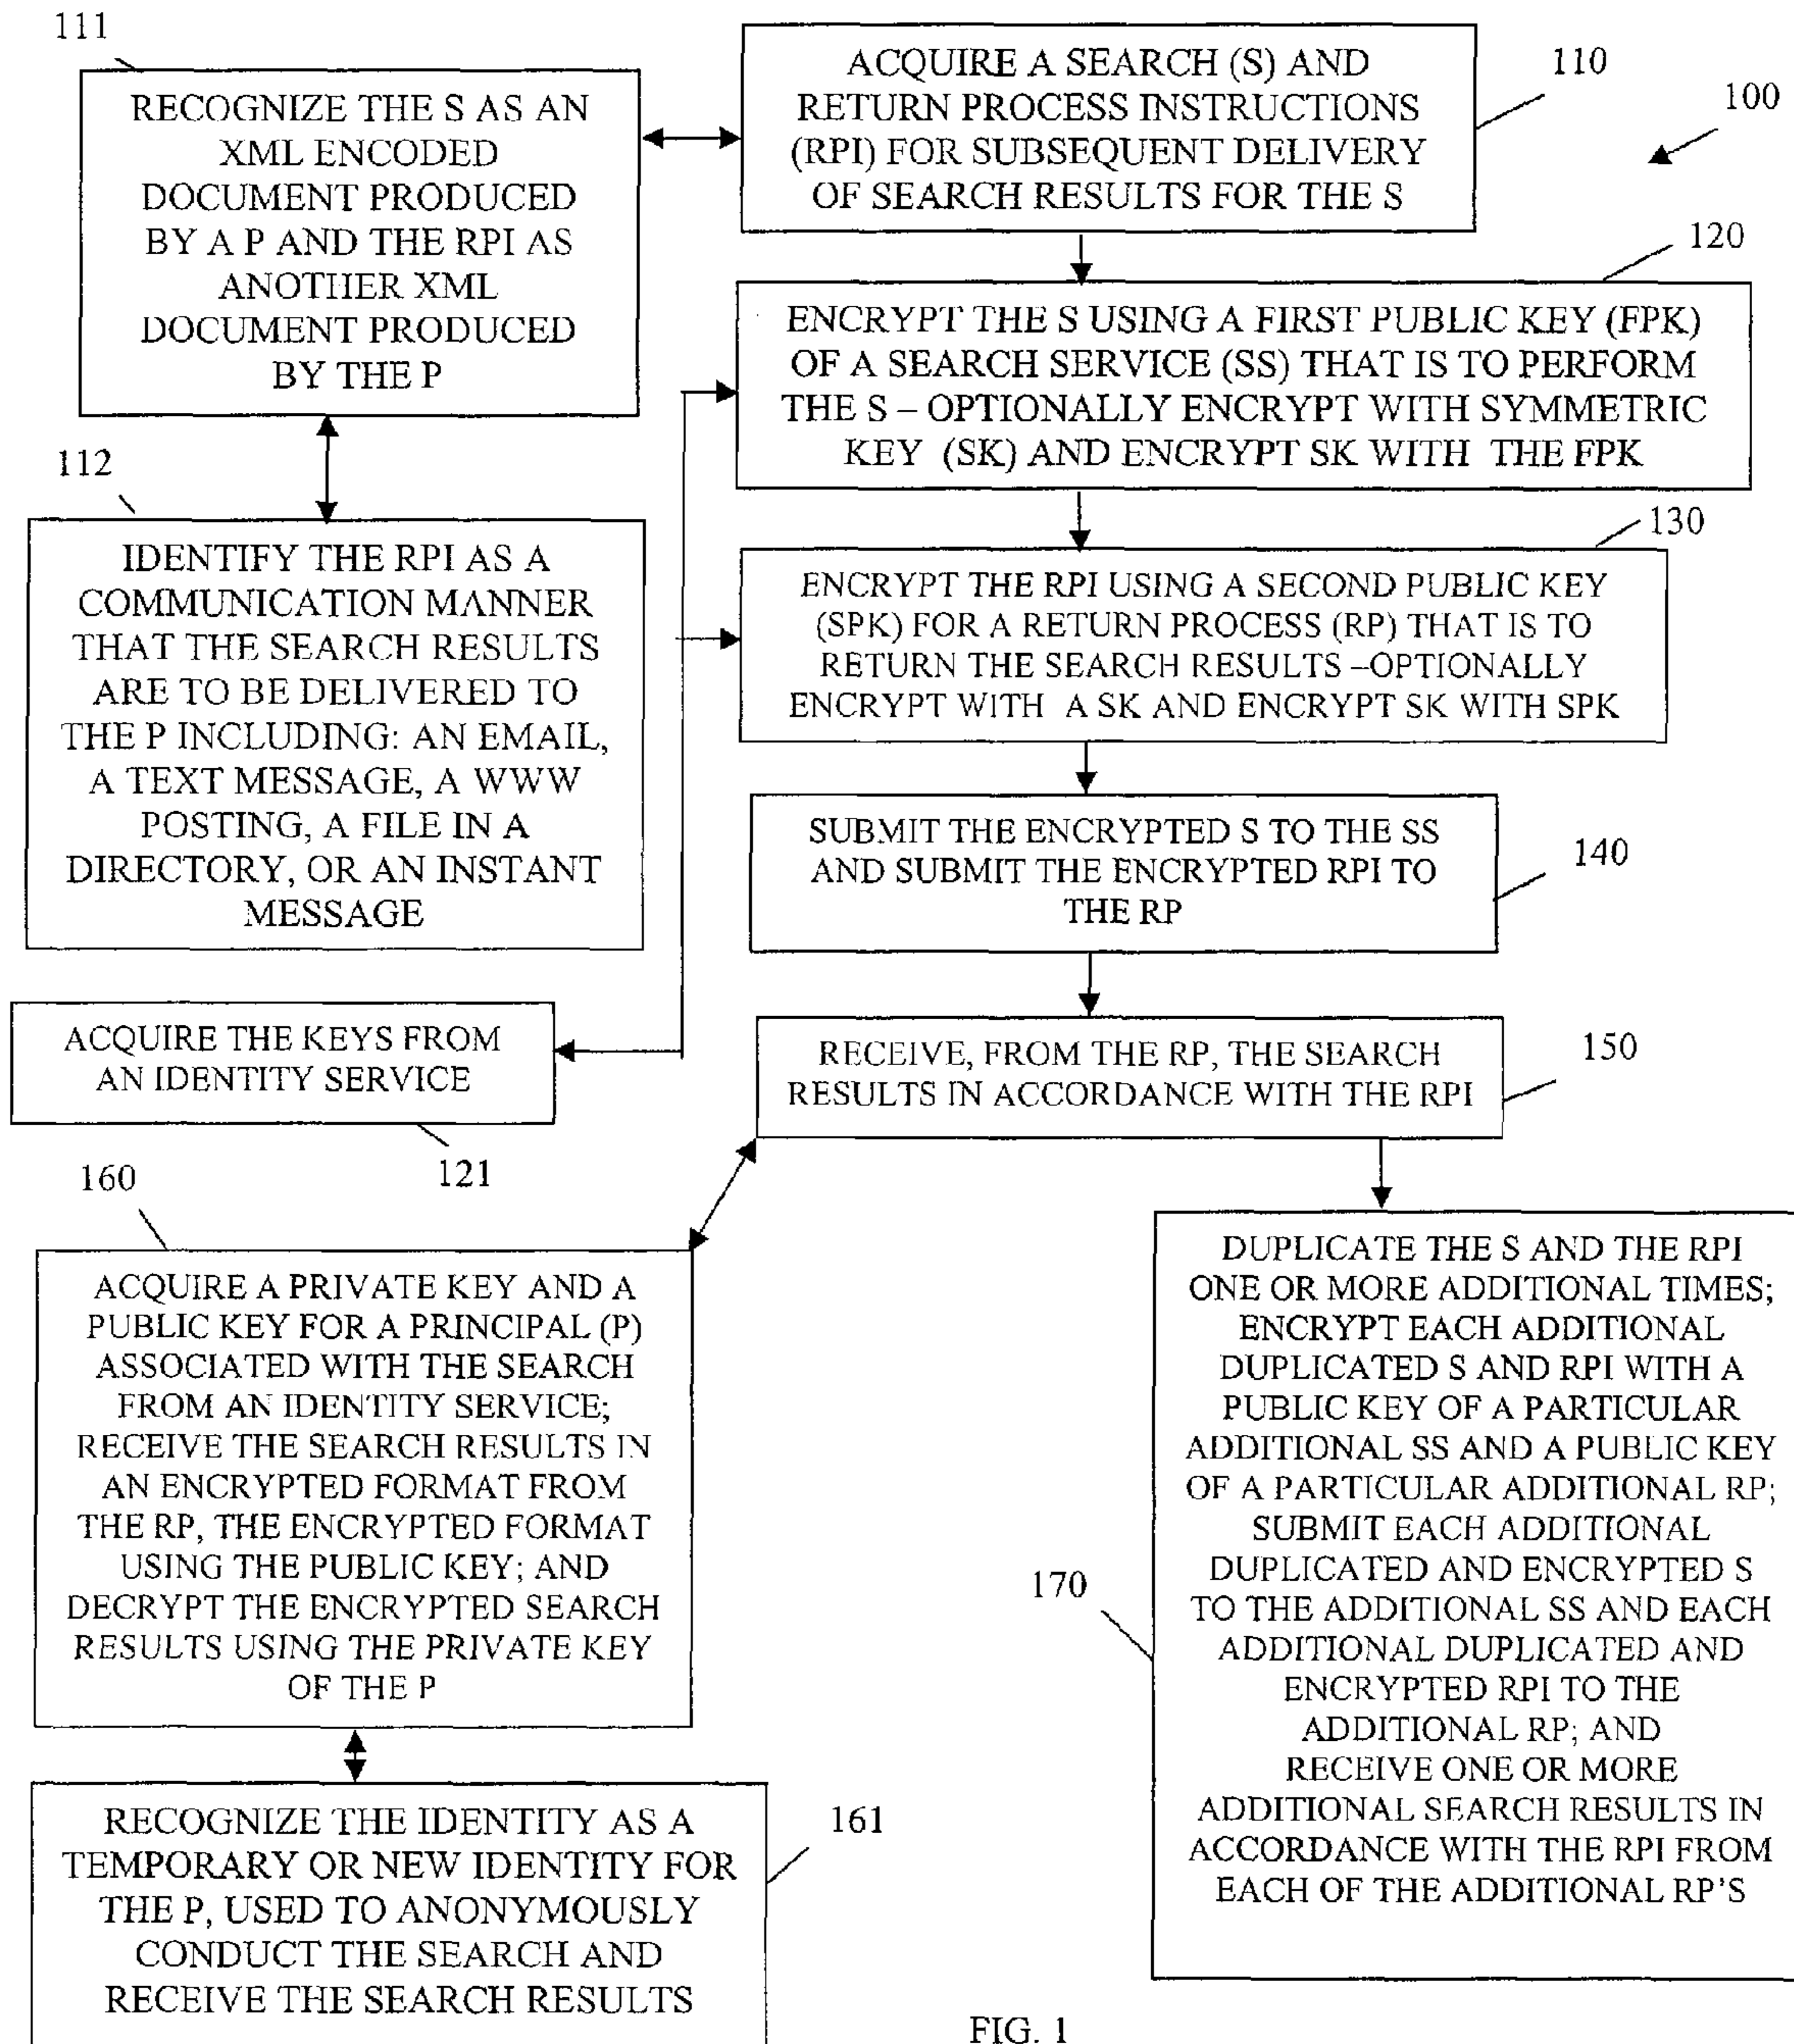 111
RECOGNIZE THE S AS AN
XML ENCODED
DOCUMENT PRODUCED
BY A P AND THE RPI AS
ANOTHER XML
DOCUMENT PRODUCED
BY THE P
ACQUIRE A SEARCH (S) AND
RETURN PROCESS INSTRUCTIONS
(RPI) FOR SUBSEQUENT DELIVERY
OF SEARCH RESULTS FOR THE S
110
100
120
ENCRYPT THE S USING A FIRST PUBLIC KEY (FPK)
OF A SEARCH SERVICE (SS) THAT IS TO PERFORM
THE S – OPTIONALLY ENCRYPT WITH SYMMETRIC
KEY (SK) AND ENCRYPT SK WITH THE FPK
112
IDENTIFY THE RPI AS A
COMMUNICATION MANNER
THAT THE SEARCH RESULTS
ARE TO BE DELIVERED TO
THE P INCLUDING: AN EMAIL,
A TEXT MESSAGE, A WWW
POSTING, A FILE IN A
DIRECTORY, OR AN INSTANT
MESSAGE
130
ENCRYPT THE RPI USING A SECOND PUBLIC KEY
(SPK) FOR A RETURN PROCESS (RP) THAT IS TO
RETURN THE SEARCH RESULTS –OPTIONALLY
ENCRYPT WITH A SK AND ENCRYPT SK WITH SPK
SUBMIT THE ENCRYPTED S TO THE SS
AND SUBMIT THE ENCRYPTED RPI TO
THE RP
140
ACQUIRE THE KEYS FROM
AN IDENTITY SERVICE
121
RECEIVE, FROM THE RP, THE SEARCH
RESULTS IN ACCORDANCE WITH THE RPI
150
160
ACQUIRE A PRIVATE KEY AND A
PUBLIC KEY FOR A PRINCIPAL (P)
ASSOCIATED WITH THE SEARCH
FROM AN IDENTITY SERVICE;
RECEIVE THE SEARCH RESULTS IN
AN ENCRYPTED FORMAT FROM
THE RP, THE ENCRYPTED FORMAT
USING THE PUBLIC KEY; AND
DECRYPT THE ENCRYPTED SEARCH
RESULTS USING THE PRIVATE KEY
OF THE P
170
DUPLICATE THE S AND THE RPI
ONE OR MORE ADDITIONAL TIMES;
ENCRYPT EACH ADDITIONAL
DUPLICATED S AND RPI WITH A
PUBLIC KEY OF A PARTICULAR
ADDITIONAL SS AND A PUBLIC KEY
OF A PARTICULAR ADDITIONAL RP;
SUBMIT EACH ADDITIONAL
DUPLICATED AND ENCRYPTED S
TO THE ADDITIONAL SS AND EACH
ADDITIONAL DUPLICATED AND
ENCRYPTED RPI TO THE
ADDITIONAL RP; AND
RECEIVE ONE OR MORE
ADDITIONAL SEARCH RESULTS IN
ACCORDANCE WITH THE RPI FROM
EACH OF THE ADDITIONAL RP'S
RECOGNIZE THE IDENTITY AS A
TEMPORARY OR NEW IDENTITY FOR
THE P, USED TO ANONYMOUSLY
CONDUCT THE SEARCH AND
RECEIVE THE SEARCH RESULTS
161
FIG. 1